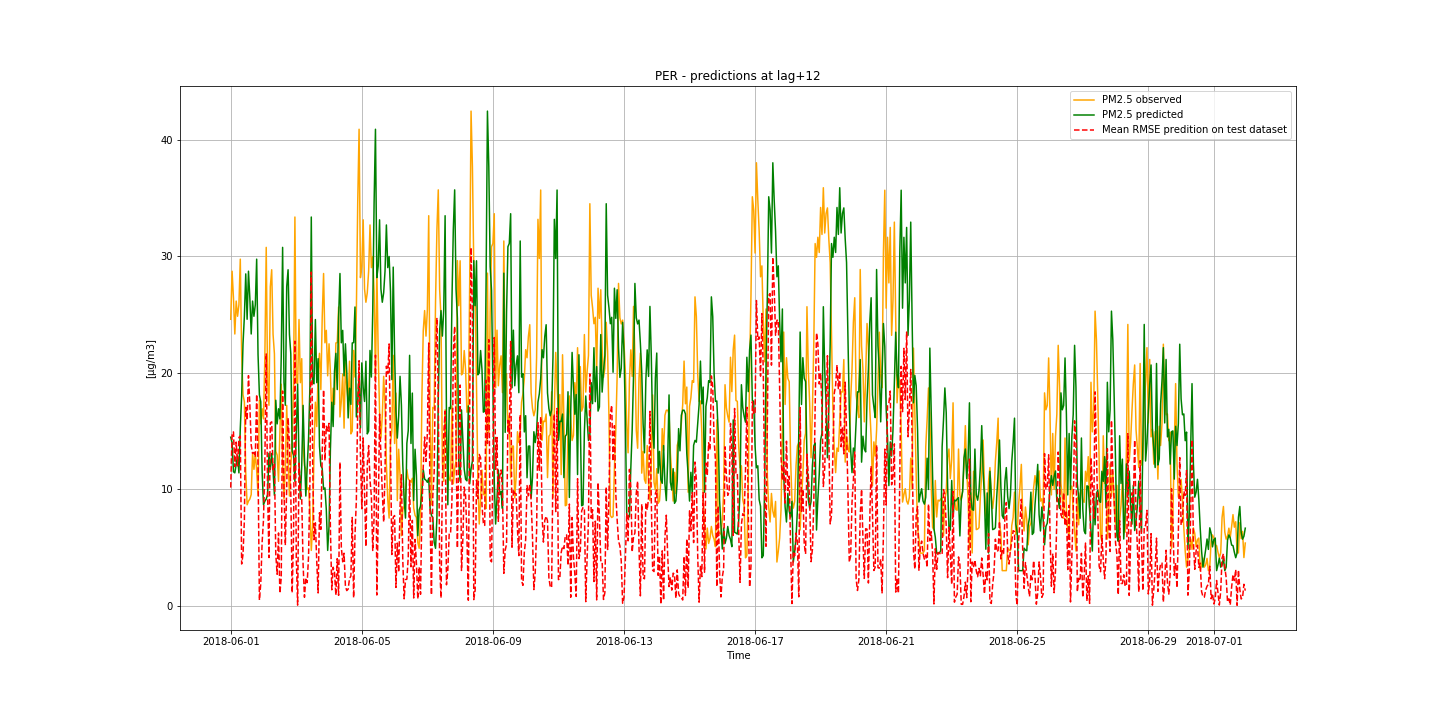 PER - predictions at lag+12
PM2.5 observed
PM2.5 predicted
Mean RMSE predition on test dataset
[µg/m3]
40
30
20
10
0
2018-06-01 2018-06-05 2018-06-09 2018-06-13 2018-06-17 2018-06-21 2018-06-25 2018-06-29 2018-07-01
Time